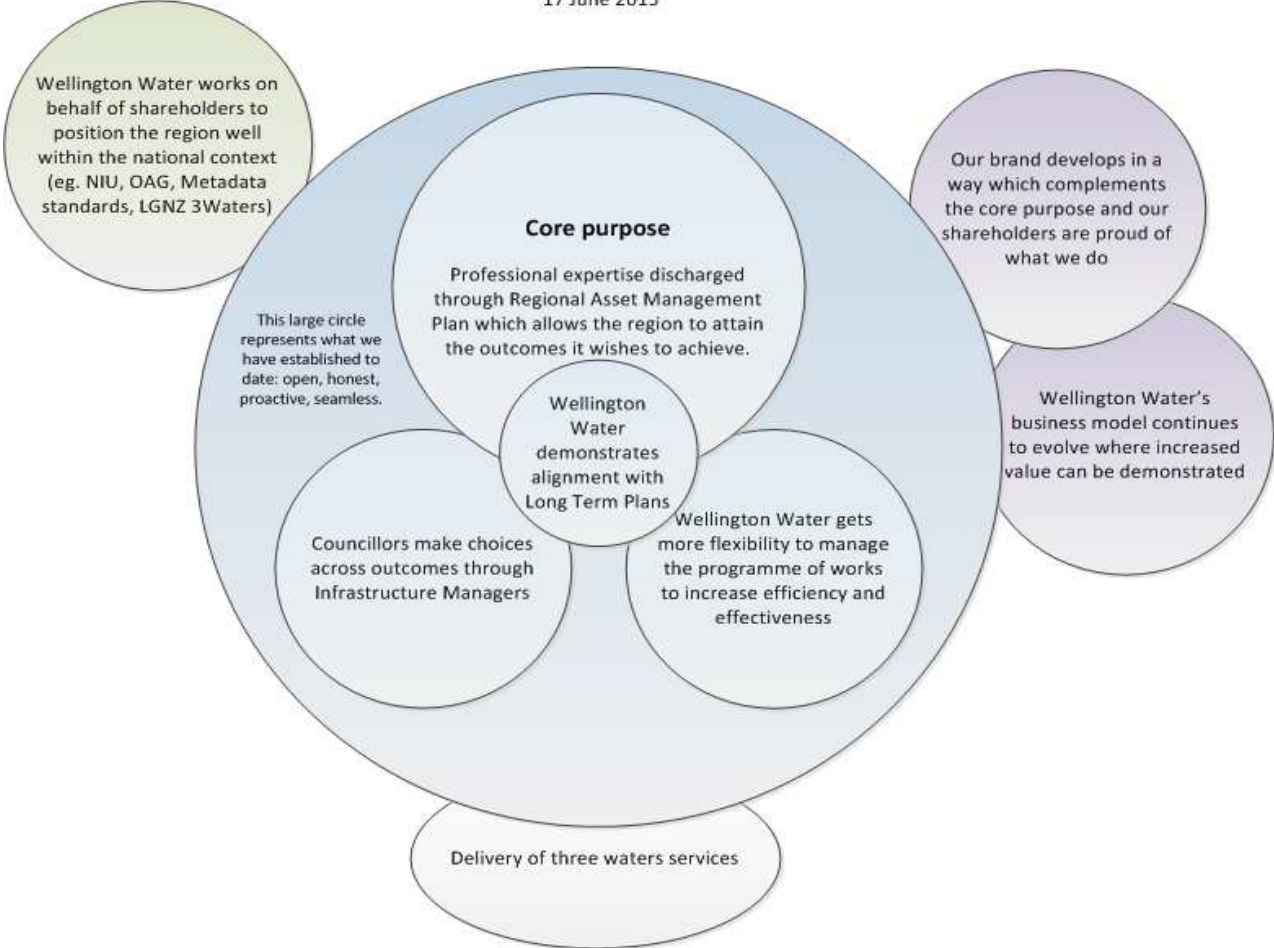 17 June 2015
Wellington Water works on
behalf of shareholders to
position the region well
within the national context
(eg. NIU, OAG, Metadata
standards, LGNZ 3Waters)
Core purpose
Professional expertise discharged
through Regional Asset Management
Plan which allows the region to attain
the outcomes it wishes to achieve.
Our brand develops in a
way which complements
the core purpose and our
shareholders are proud of
what we do
This large circle
represents what we
have established to
date: open, honest,
proactive, seamless.
Wellington
Water
demonstrates
alignment with
Long Term Plans
Wellington Water's
business model continues
to evolve where increased
value can be demonstrated
Councillors make choices
across outcomes through
Infrastructure Managers
Wellington Water gets
more flexibility to manage
the programme of works
to increase efficiency and
effectiveness
Delivery of three waters services